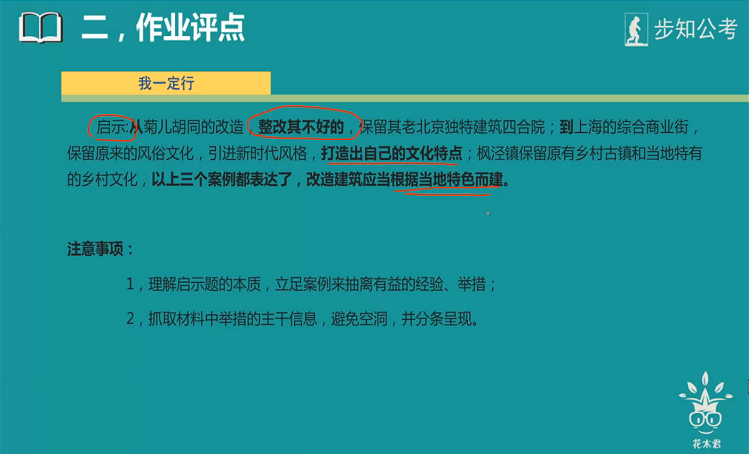 二，作业评点
步知公考
我一定行
启示:从菊儿胡同的改造，整改其不好的，保留其老北京独特建筑四合院；到上海的综合商业街，
保留原来的风俗文化，引进新时代风格，打造出自己的文化特点；枫泾镇保留原有乡村古镇和当地特有
的乡村文化，以上三个案例都表达了，改造建筑应当根据当地特色而建。
注意事项：
1，理解启示题的本质，立足案例来抽离有益的经验、举措；
2，抓取材料中举措的主干信息，避免空洞，并分条呈现。
花木君